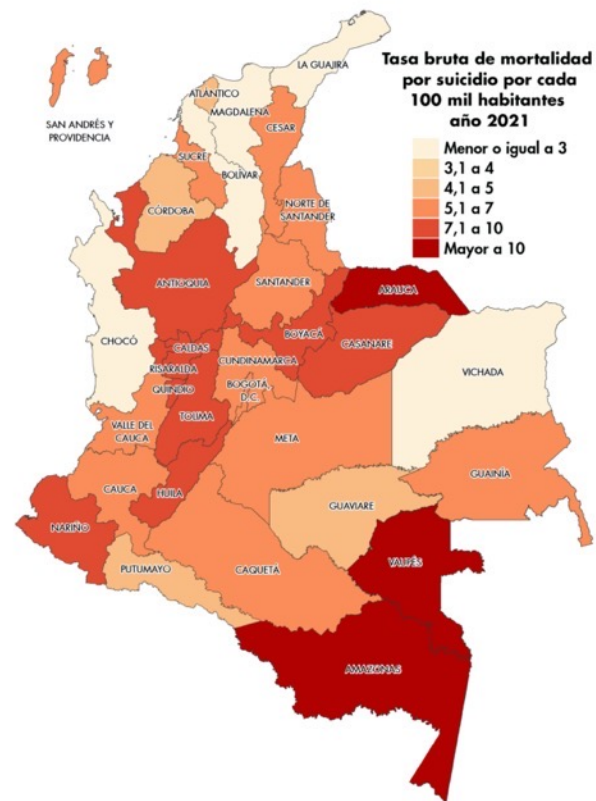 Tasa bruta de mortalidad
por suicidio por cada
100 mil habitantes
año 2021
Menor o igual a 3
3,1 a 4
4,1 a 5
5,1 a 7
7,1 a 10
Mayor a 10
SAN ANDRÉS Y
PROVIDENCIA
LA GUAJIRA
ATLÁNTICO
MAGDALENA
CESAR
SUCRE
BOLÍVAR
CÓRDOBA
NORTE DE
SANTANDER
ANTIOQUIA
SANTANDER
ARAUCA
CHOCÓ
BOYACÁ
CASANARE
CALDAS
CUNDINAMARCA
RISARALDA
VICHADA
QUINDIO
BOGOTÁ,
D.C.
TOLIMA
VALLE DEL
CAUCA
META
GUAINÍA
CAUCA
HUILA
GUAVIARE
NARIÑO
VAUPÉS
PUTUMAYO
CAQUETÁ
AMAZONAS